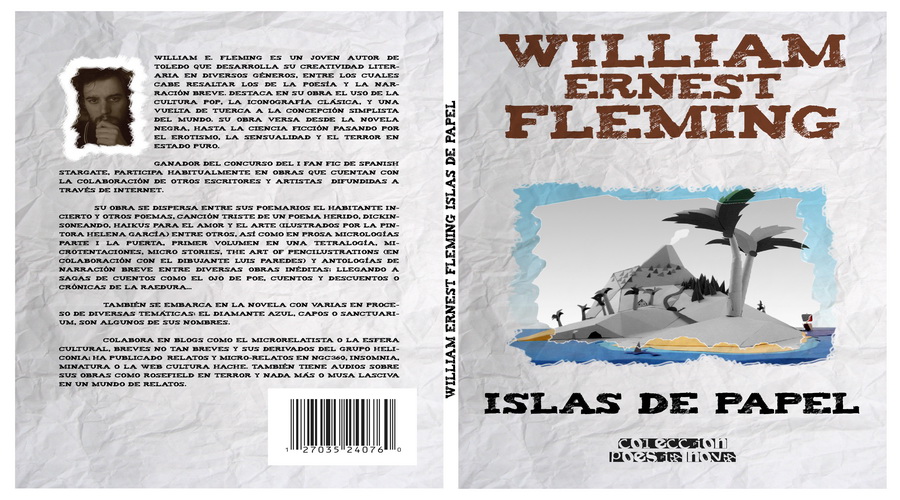 WILLIAM E. FLEMING ES UN JOVEN AUTOR DE
TOLEDO QUE DESARROLLA SU CREATIVIDAD LITER-
ARIA EN DIVERSOS GÉNEROS, ENTRE LOS CUALES
CABE RESALTAR LOS DE LA POESÍA Y LA NAR-
RACIÓN BREVE. DESTACA EN SU OBRA EL USO DE LA
CULTURA POP, LA ICONOGRAFÍA CLÁSICA, Y UNA
VUELTA DE TUERCA A LA CONCEPCIÓN SIMPLISTA
DEL MUNDO. SU OBRA VERSA DESDE LA NOVELA
NEGRA, HASTA LA CIENCIA FICCIÓN PASANDO POR
EL EROTISMO, LA SENSUALIDAD Y EL TERROR EN
ESTADO PURO.
GANADOR DEL CONCURSO DEL I FAN FIC DE SPANISH
STARGATE, PARTICIPA HABITUALMENTE EN OBRAS QUE CUENTAN CON
LA COLABORACIÓN DE OTROS ESCRITORES Y ARTISTAS DIFUNDIDAS A
TRAVÉS DE INTERNET.
SU OBRA SE DISPERSA ENTRE SUS POEMARIOS EL HABITANTE IN-
CIERTO Y OTROS POEMAS, CANCIÓN TRISTE DE UN POEMA HERIDO, DICKIN-
SONEANDO, HAIKUS PARA EL AMOR Y EL ARTE (ILUSTRADOS POR LA PIN-
TORA HELENA GARCÍA) ENTRE OTROS, ASÍ COMO EN PROSA MICROLOGÍAS
PARTE I LA PUERTA, PRIMER VOLUMEN EN UNA TETRALOGÍA, MI-
CROTENTACIONES, MICRO STORIES, THE ART OF PENCILUSTRATIONS (EN
COLABORACIÓN CON EL DIBUJANTE LUIS PAREDES) Y ANTOLOGÍAS DE
NARRACIÓN BREVE ENTRE DIVERSAS OBRAS INÉDITAS; LLEGANDO A
SAGAS DE CUENTOS COMO EL OJO DE POE, CUENTOS Y DESCUENTOS O
CRÓNICAS DE LA RAEDURA...
TAMBIÉN SE EMBARCA EN LA NOVELA CON VARIAS EN PROCE-
SO DE DIVERSAS TEMÁTICAS: EL DIAMANTE AZUL, CAPOS O SANCTUARI-
UM, SON ALGUNOS DE SUS NOMBRES.
COLABORA EN BLOGS COMO EL MICRORELATISTA O LA ESFERA
CULTURAL, BREVES NO TAN BREVES Y SUS DERIVADOS DEL GRUPO HELI-
CONIA; HA PUBLICADO RELATOS Y MICRO-RELATOS EN NGC360, INSOMNIA,
MINATURA O LA WEB CULTURA HACHE. TAMBIÉN TIENE AUDIOS SOBRE
SUS OBRAS COMO ROSEFIELD EN TERROR Y NADA MÁS O MUSA LASCIVA
EN UN MUNDO DE RELATOS.
1 27035 24076 0
WILLIAM ERNEST FLEMING ISLAS DE PAPEL
WILLIAM
ERNEST
FLEMING
ISLAS DE PAPEL
COLECCION
POESIA NOVA